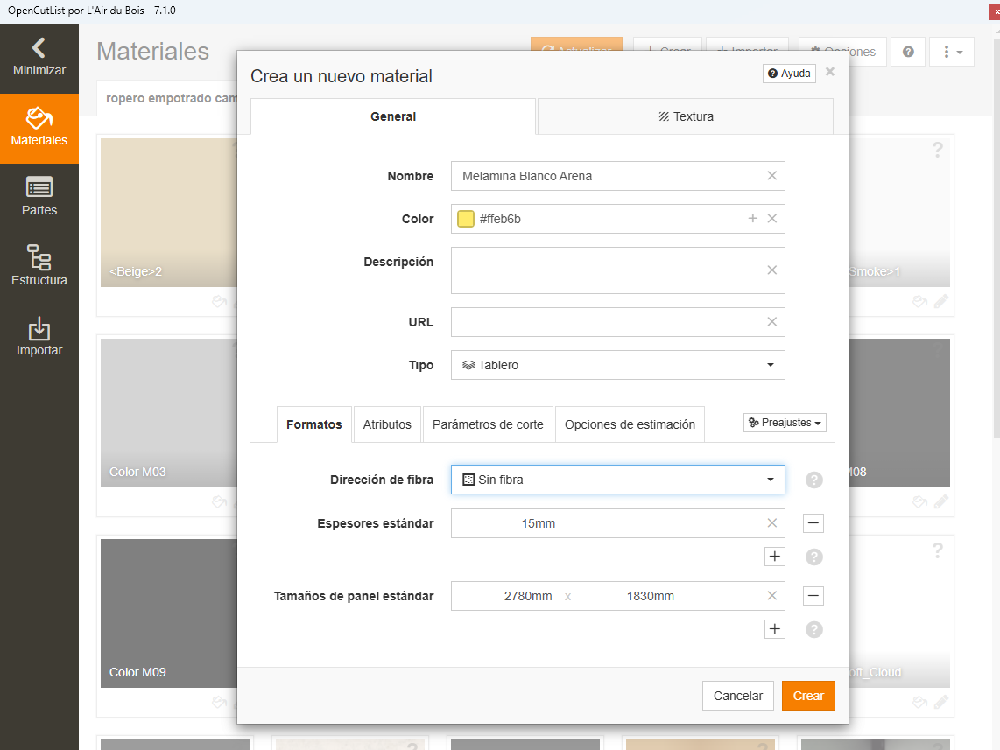 OpenCutList por L'Air du Bois - 7.1.0
Minimizar
Materiales
Partes
Estructura
Importar
Materiales
Actualizar
Crear
Importar
Opciones
ropero empotrado cam
<Beige>2
Smoke>1
Color M03
M08
Color M09
oft_Cloud
Crea un nuevo material
Ayuda
General
Textura
Nombre
Melamina Blanco Arena
Color
#ffeb6b
Descripción
URL
Tipo
Tablero
Formatos
Atributos
Parámetros de corte
Opciones de estimación
Preajustes
Dirección de fibra
Sin fibra
Espesores estándar
15mm
Tamaños de panel estándar
2780mm x 1830mm
Cancelar
Crear